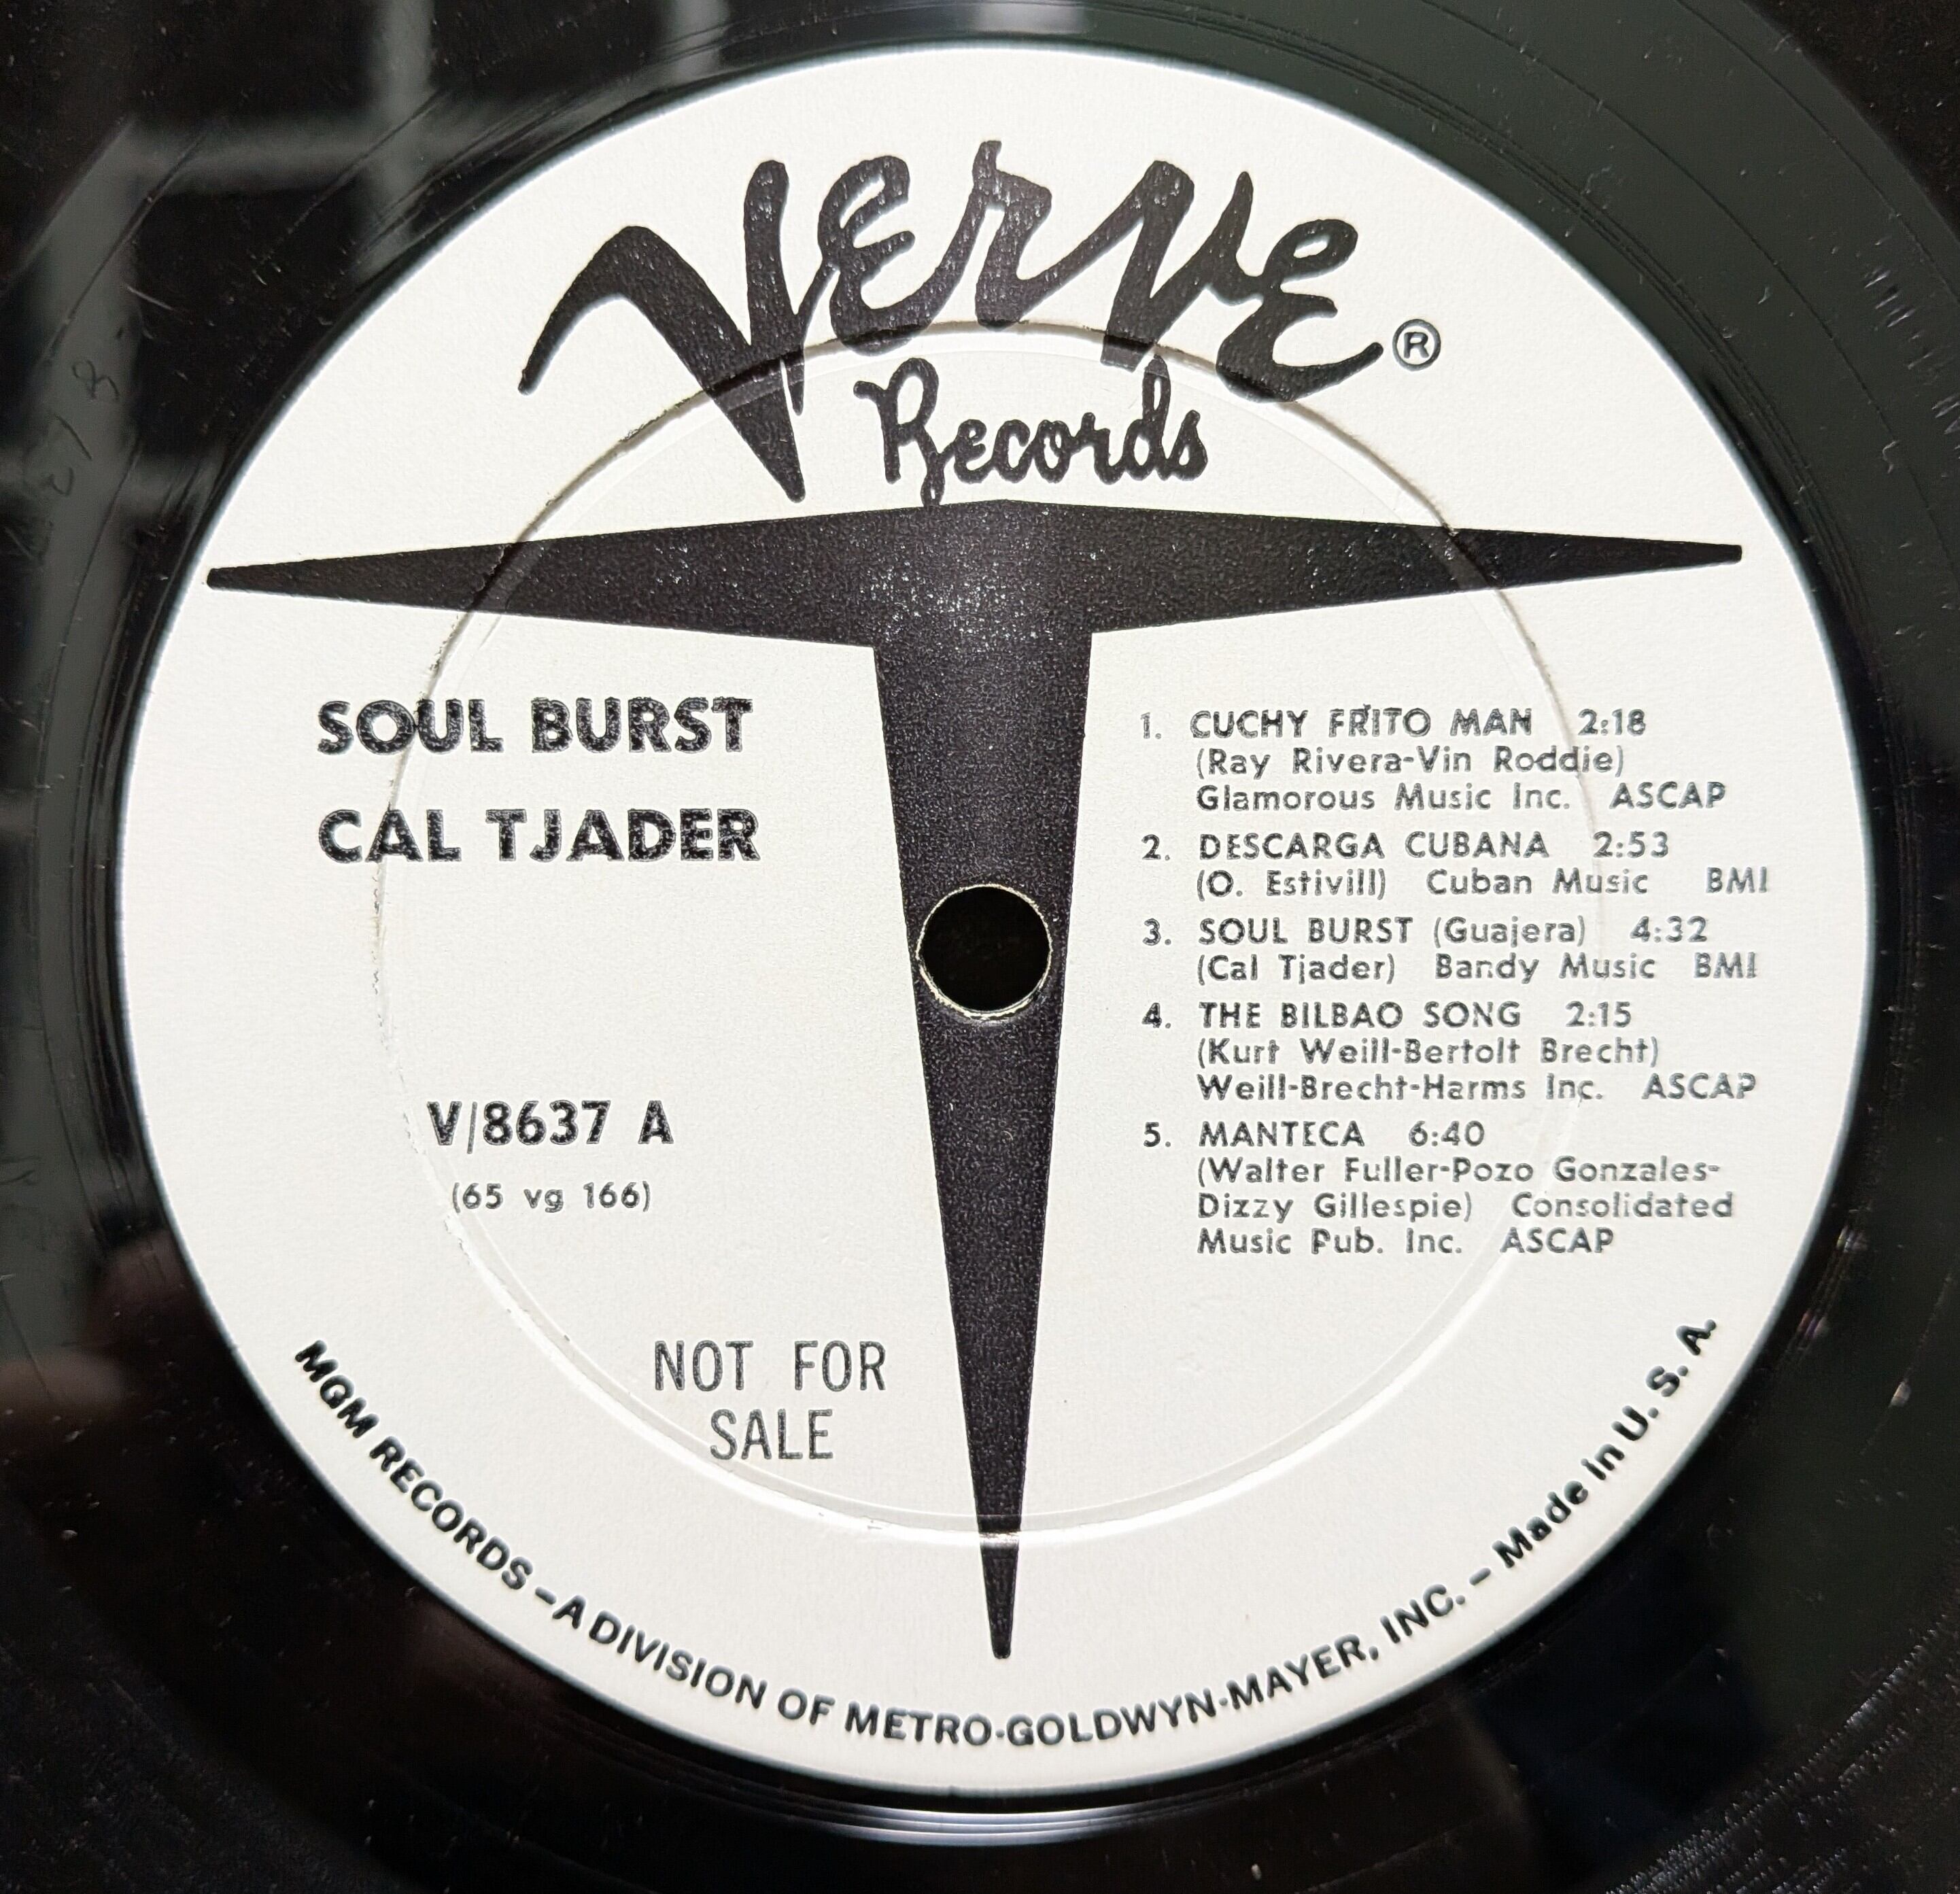 Verve®
Records
SOUL BURST
CAL TJADER
V/8637 A
(65 vg 166)
NOT FOR
SALE
1. CUCHY FRITO MAN 2:18
(Ray Rivera-Vin Roddie)
Glamorous Music Inc. ASCAP
2. DESCARGA CUBANA 2:53
(O. Estivill) Cuban Music BMI
3. SOUL BURST (Guajera) 4:32
(Cal Tjader) Bandy Music BMI
4. THE BILBAO SONG 2:15
(Kurt Weill-Bertolt Brecht)
Weill-Brecht-Harms Inc. ASCAP
5. MANTECA 6:40
(Walter Fuller-Pozo Gonzales-
Dizzy Gillespie) Consolidated
Music Pub. Inc. ASCAP
MGM RECORDS – A DIVISION OF METRO-GOLDWYN-MAYER, INC. – Made in U. S. A.